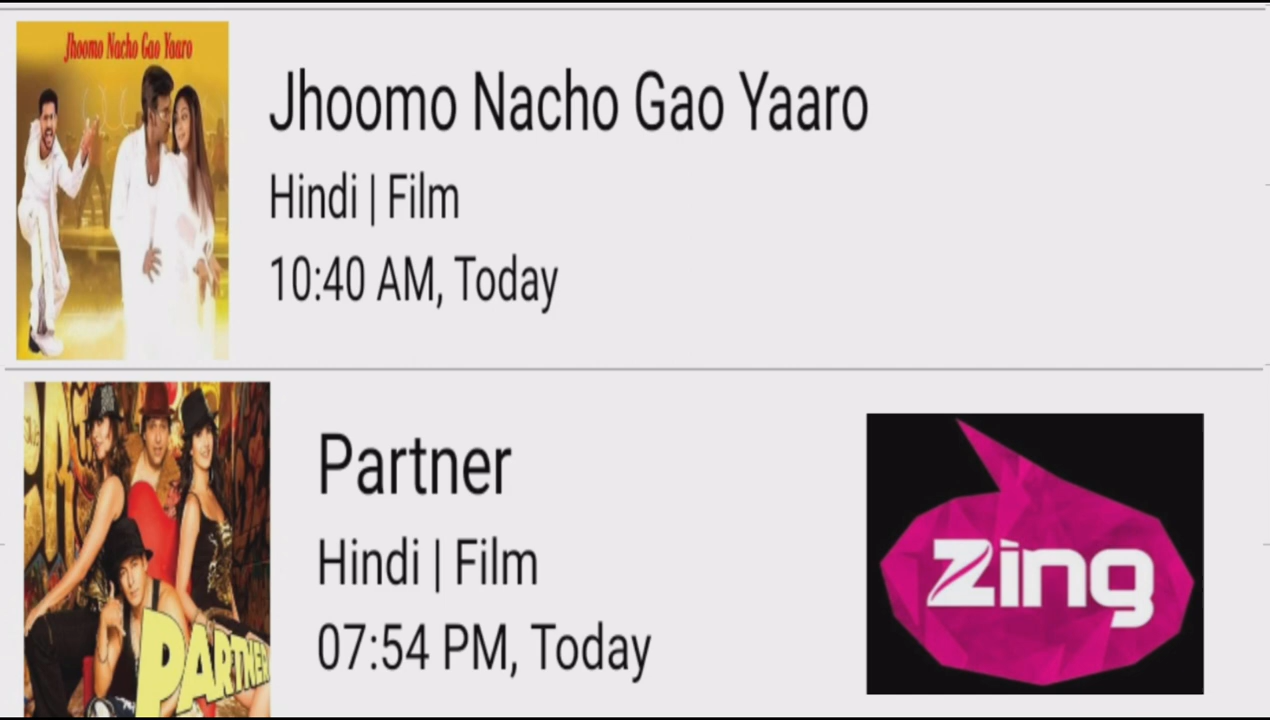 Jhoomo Nacho Gao Yaaro
Jhoomo Nacho Gao Yaaro
Hindi | Film
10:40 AM, Today
PARTNER
Partner
Hindi | Film
07:54 PM, Today
Zing